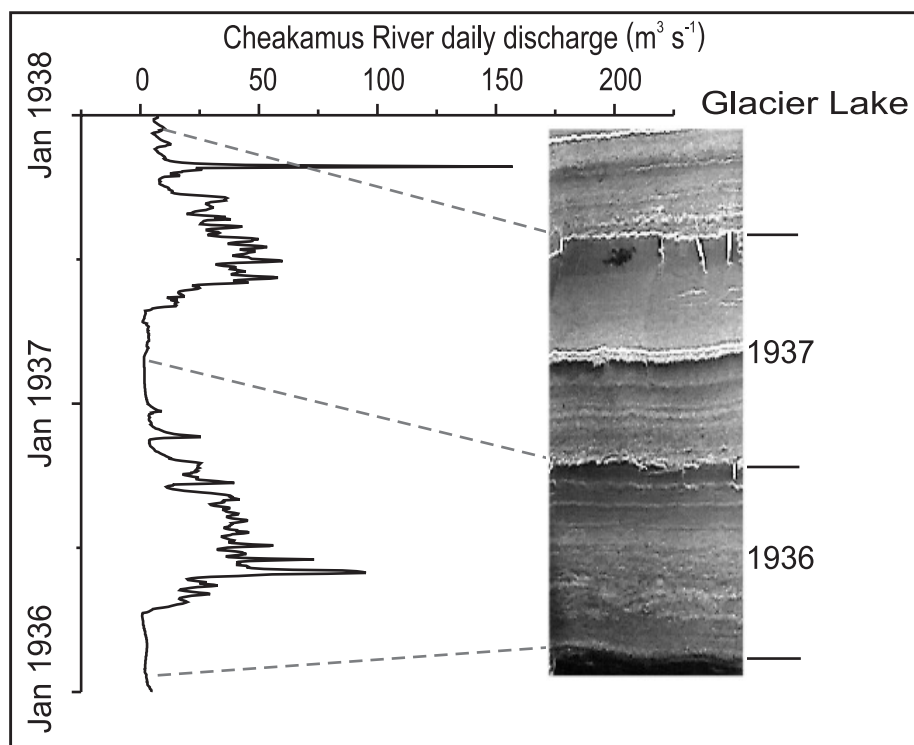 Cheakamus River daily discharge (m³ s⁻¹)
0 50 100 150 200
Glacier Lake
Jan 1938
Jan 1937
Jan 1936
1937
1936